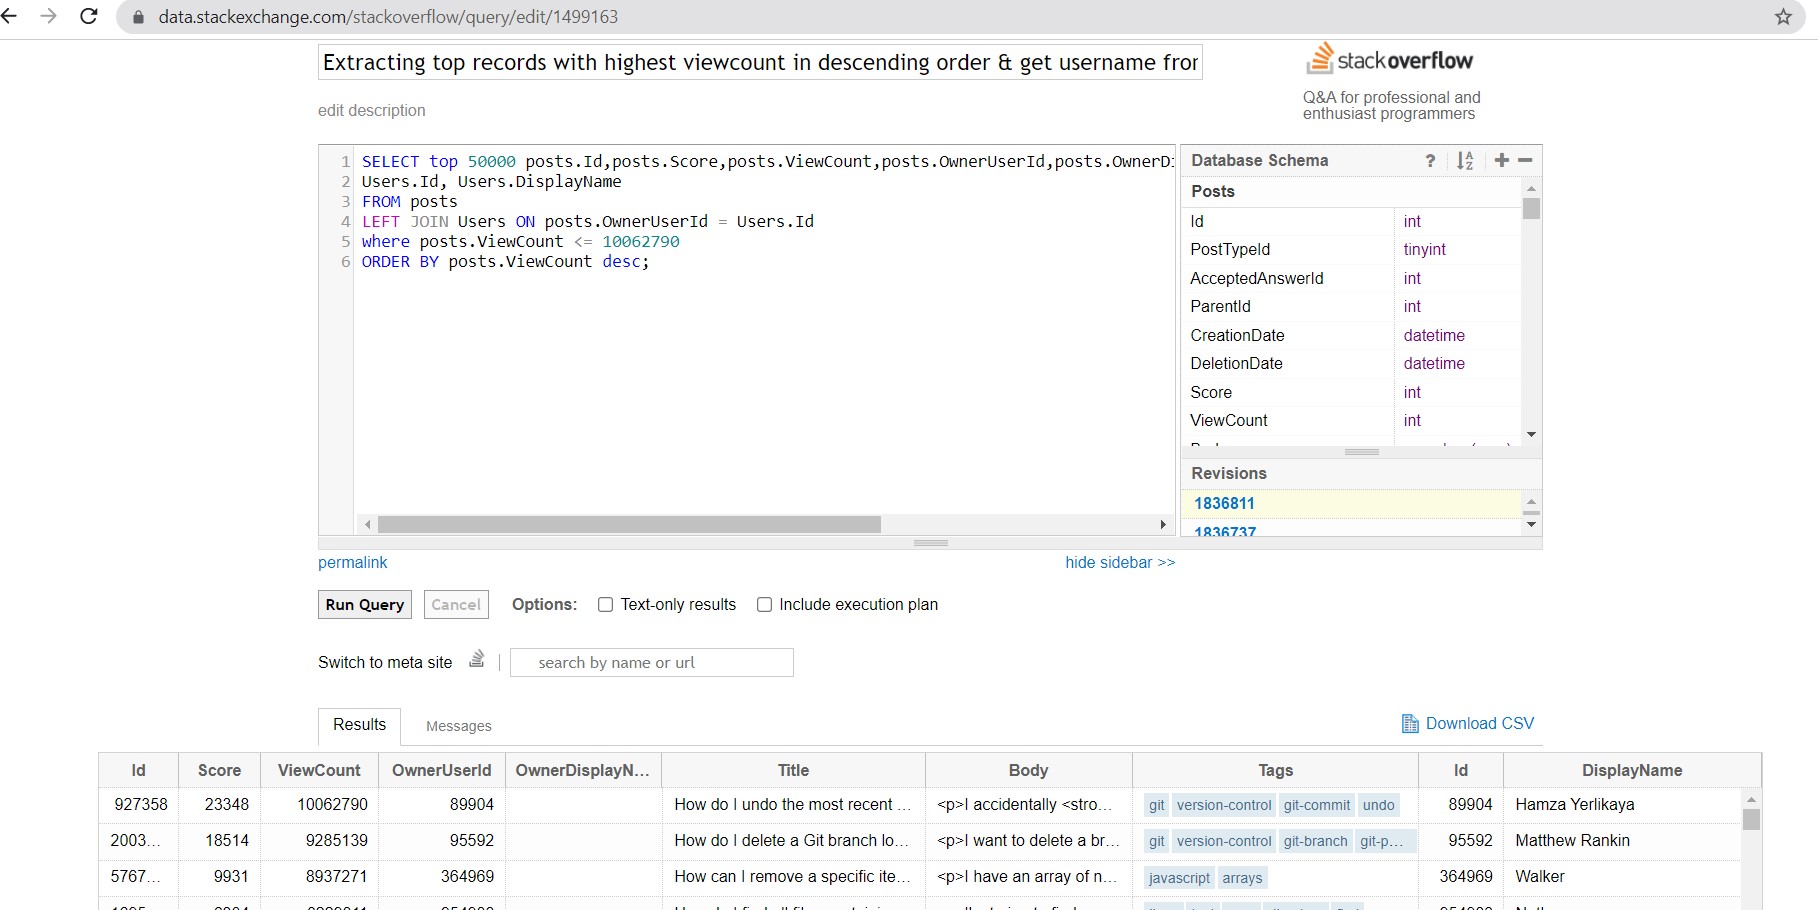 data.stackexchange.com/stackoverflow/query/edit/1499163
Extracting top records with highest viewcount in descending order & get username from
stackoverflow
edit description
Q&A for professional and
enthusiast programmers
1 SELECT top 50000 posts.Id,posts.Score,posts.ViewCount,posts.OwnerUserId,posts.OwnerDi
2 Users.Id, Users.DisplayName
3 FROM posts
4 LEFT JOIN Users ON posts.OwnerUserId = Users.Id
5 where posts.ViewCount <= 10062790
6 ORDER BY posts.ViewCount desc;
Database Schema ? A Z + −
Posts
Id int
PostTypeId tinyint
AcceptedAnswerId int
ParentId int
CreationDate datetime
DeletionDate datetime
Score int
ViewCount int
Revisions
1836811
1836737
permalink
hide sidebar >>
Run Query Cancel Options: Text-only results Include execution plan
Switch to meta site | search by name or url
Results Messages Download CSV
Id Score ViewCount OwnerUserId OwnerDisplayN... Title Body Tags Id DisplayName
927358 23348 10062790 89904 How do I undo the most recent ... <p>I accidentally <stro... git version-control git-commit undo 89904 Hamza Yerlikaya
2003... 18514 9285139 95592 How do I delete a Git branch lo... <p>I want to delete a br... git version-control git-branch git-p... 95592 Matthew Rankin
5767... 9931 8937271 364969 How can I remove a specific ite... <p>I have an array of n... javascript arrays 364969 Walker